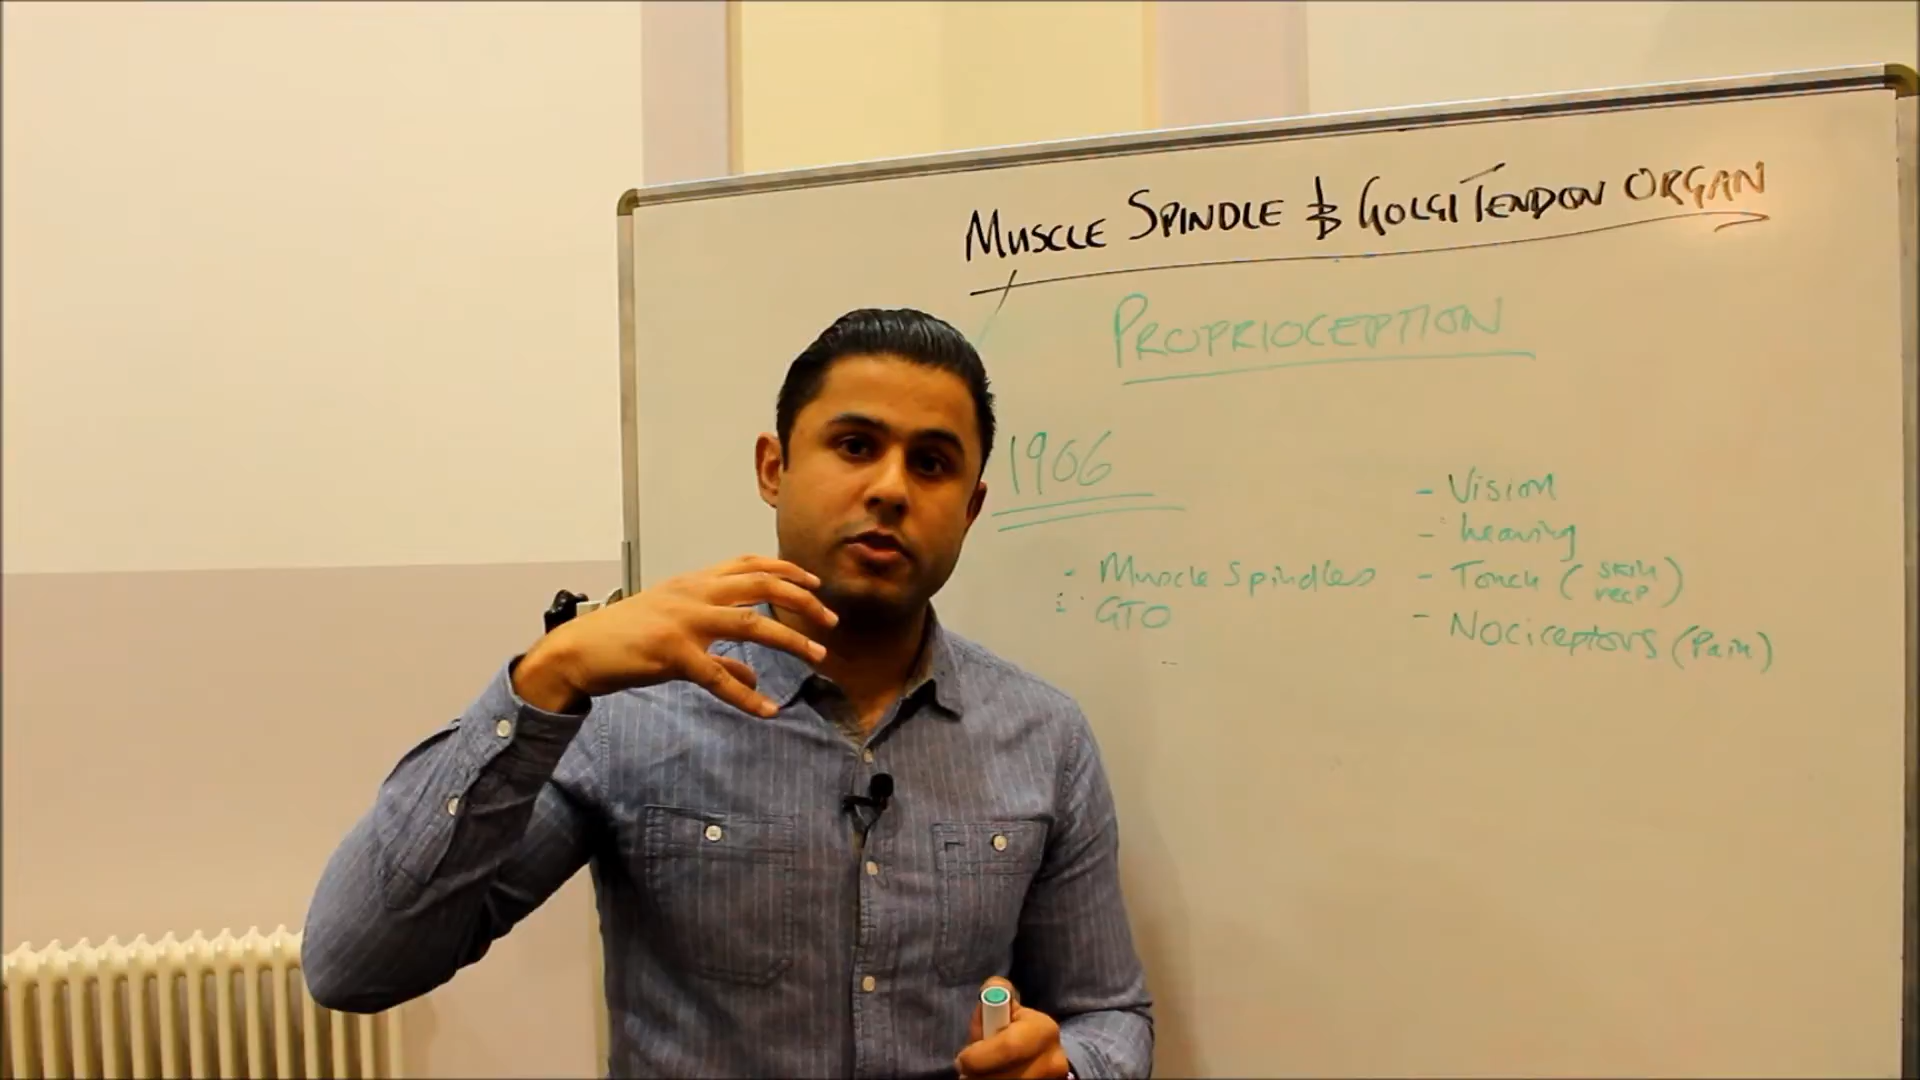 MUSCLE SPINDLE & GOLGI TENDON ORGAN
PROPRIOCEPTION
1906
- Muscle Spindles
- GTO
- Vision
- hearing
- Touch (skin recp)
- Nociceptors (Pain)